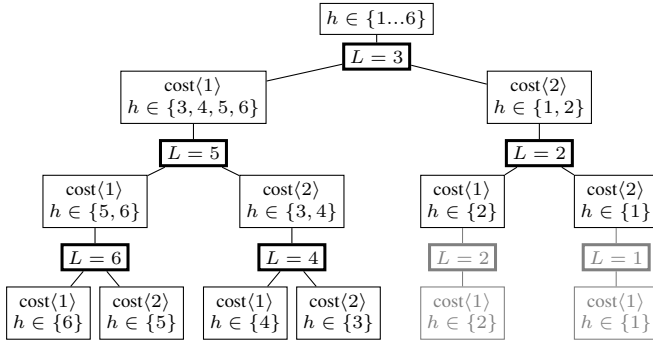 h ∈ {1...6}
L = 3
cost⟨1⟩
h ∈ {3, 4, 5, 6}
cost⟨2⟩
h ∈ {1, 2}
L = 5
L = 2
cost⟨1⟩
h ∈ {5, 6}
cost⟨2⟩
h ∈ {3, 4}
cost⟨1⟩
h ∈ {2}
cost⟨2⟩
h ∈ {1}
L = 6
L = 4
L = 2
L = 1
cost⟨1⟩
h ∈ {6}
cost⟨2⟩
h ∈ {5}
cost⟨1⟩
h ∈ {4}
cost⟨2⟩
h ∈ {3}
cost⟨1⟩
h ∈ {2}
cost⟨1⟩
h ∈ {1}